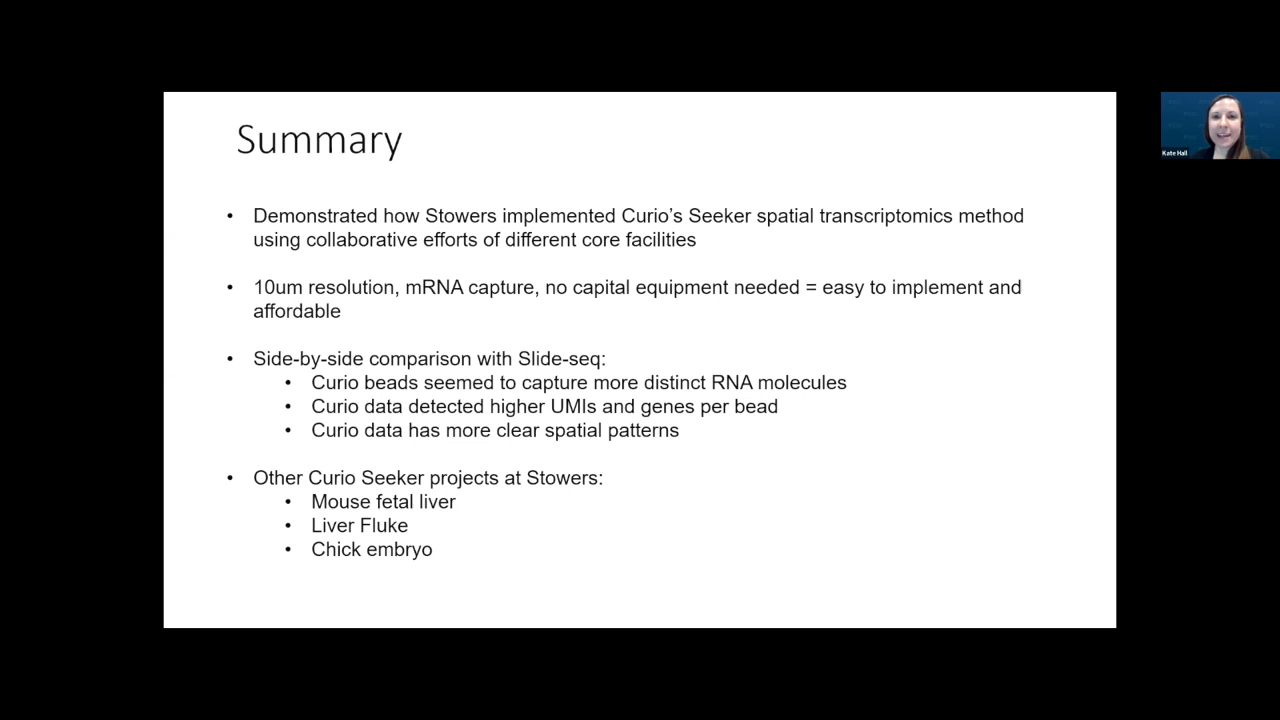 Summary
• Demonstrated how Stowers implemented Curio’s Seeker spatial transcriptomics method
using collaborative efforts of different core facilities
• 10um resolution, mRNA capture, no capital equipment needed = easy to implement and
affordable
• Side-by-side comparison with Slide-seq:
• Curio beads seemed to capture more distinct RNA molecules
• Curio data detected higher UMIs and genes per bead
• Curio data has more clear spatial patterns
• Other Curio Seeker projects at Stowers:
• Mouse fetal liver
• Liver Fluke
• Chick embryo
Kate Hall